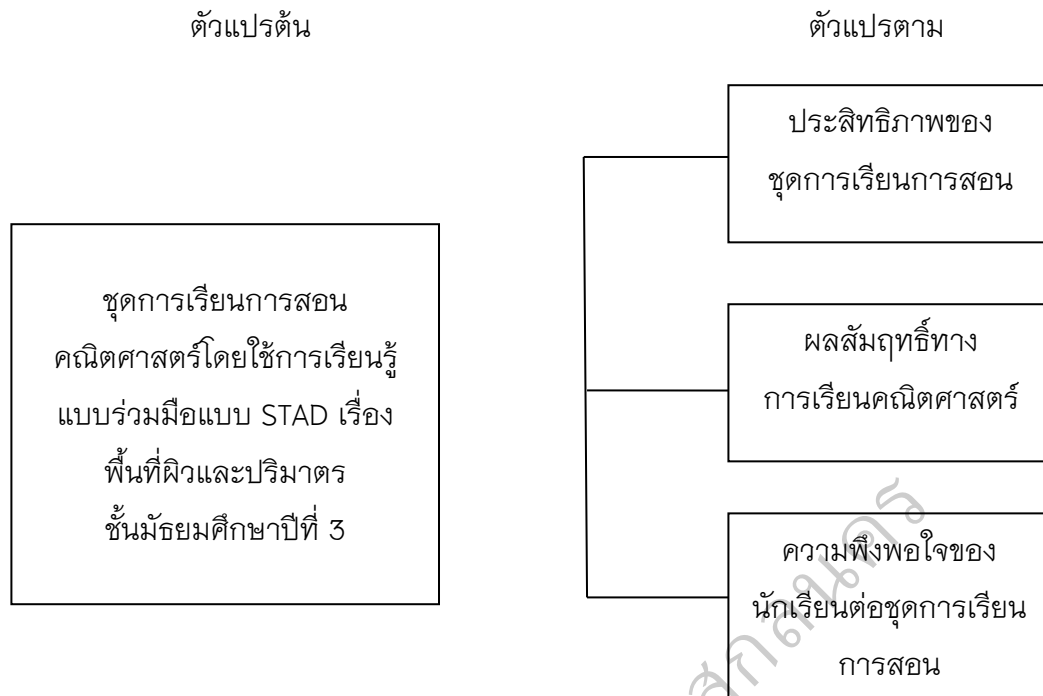 ตัวแปรต้น
ตัวแปรตาม
ชุดการเรียนการสอน
คณิตศาสตร์โดยใช้การเรียนรู้
แบบร่วมมือแบบ STAD เรื่อง
พื้นที่ผิวและปริมาตร
ชั้นมัธยมศึกษาปีที่ 3
ประสิทธิภาพของ
ชุดการเรียนการสอน
ผลสัมฤทธิ์ทาง
การเรียนคณิตศาสตร์
ความพึงพอใจของ
นักเรียนต่อชุดการเรียน
การสอน